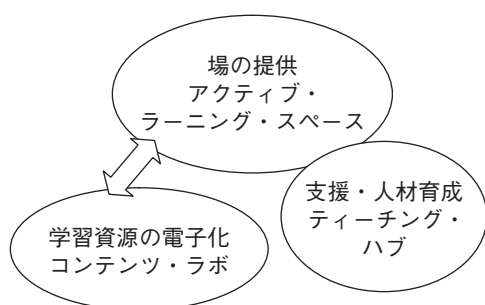 場の提供
アクティブ・
ラーニング・スペース
支援・人材育成
ティーチング・
ハブ
学習資源の電子化
コンテンツ・ラボ